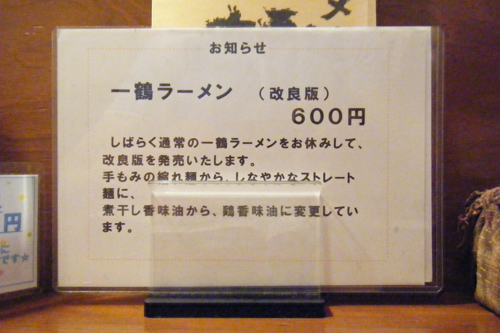 お知らせ
一鶴ラーメン （改良版）
600円
しばらく通常の一鶴ラーメンをお休みして、
改良版を発売いたします。
手もみの縮れ麺から、しなやかなストレート
麺に、
煮干し香味油から、鶏香味油に変更してい
ます。
円
です☆